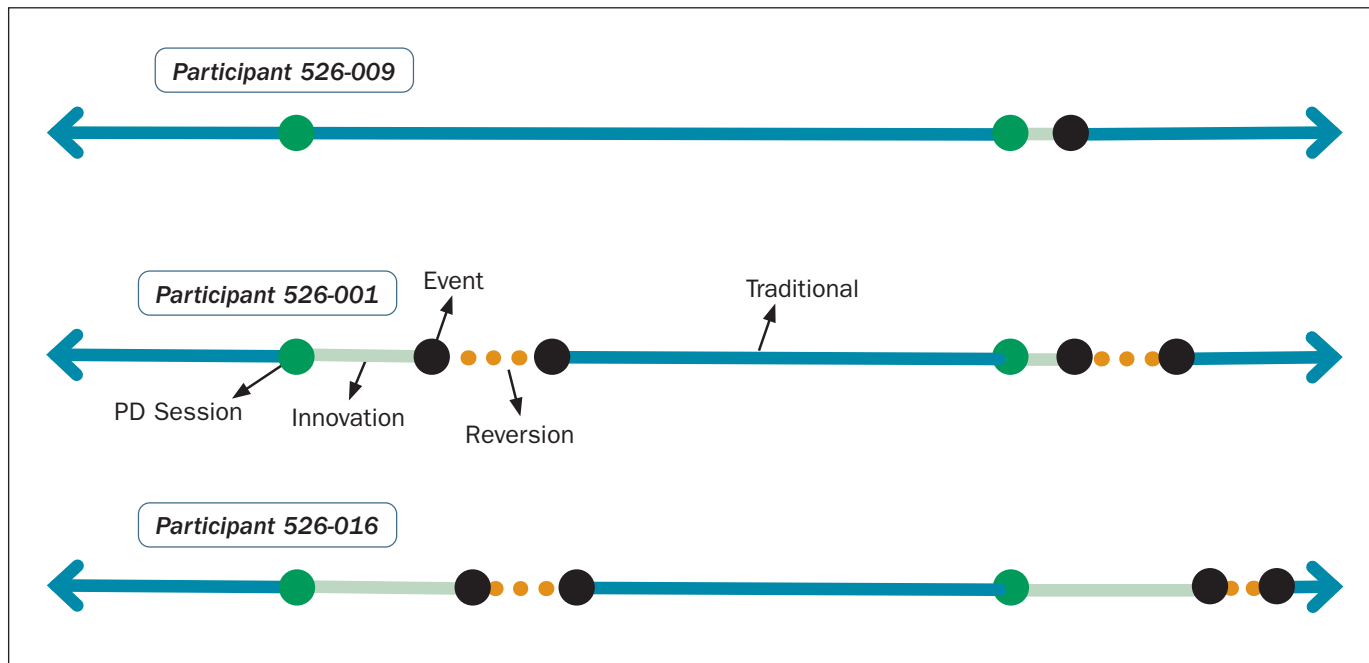 Participant 526-009
Participant 526-001
Event
Traditional
PD Session
Innovation
Reversion
Participant 526-016